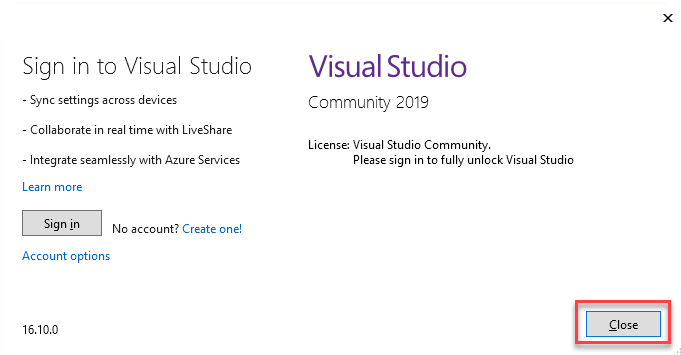 Sign in to Visual Studio
- Sync settings across devices
- Collaborate in real time with LiveShare
- Integrate seamlessly with Azure Services
Learn more
Sign in
No account? Create one!
Account options
16.10.0
Visual Studio
Community 2019
License: Visual Studio Community.
Please sign in to fully unlock Visual Studio
Close